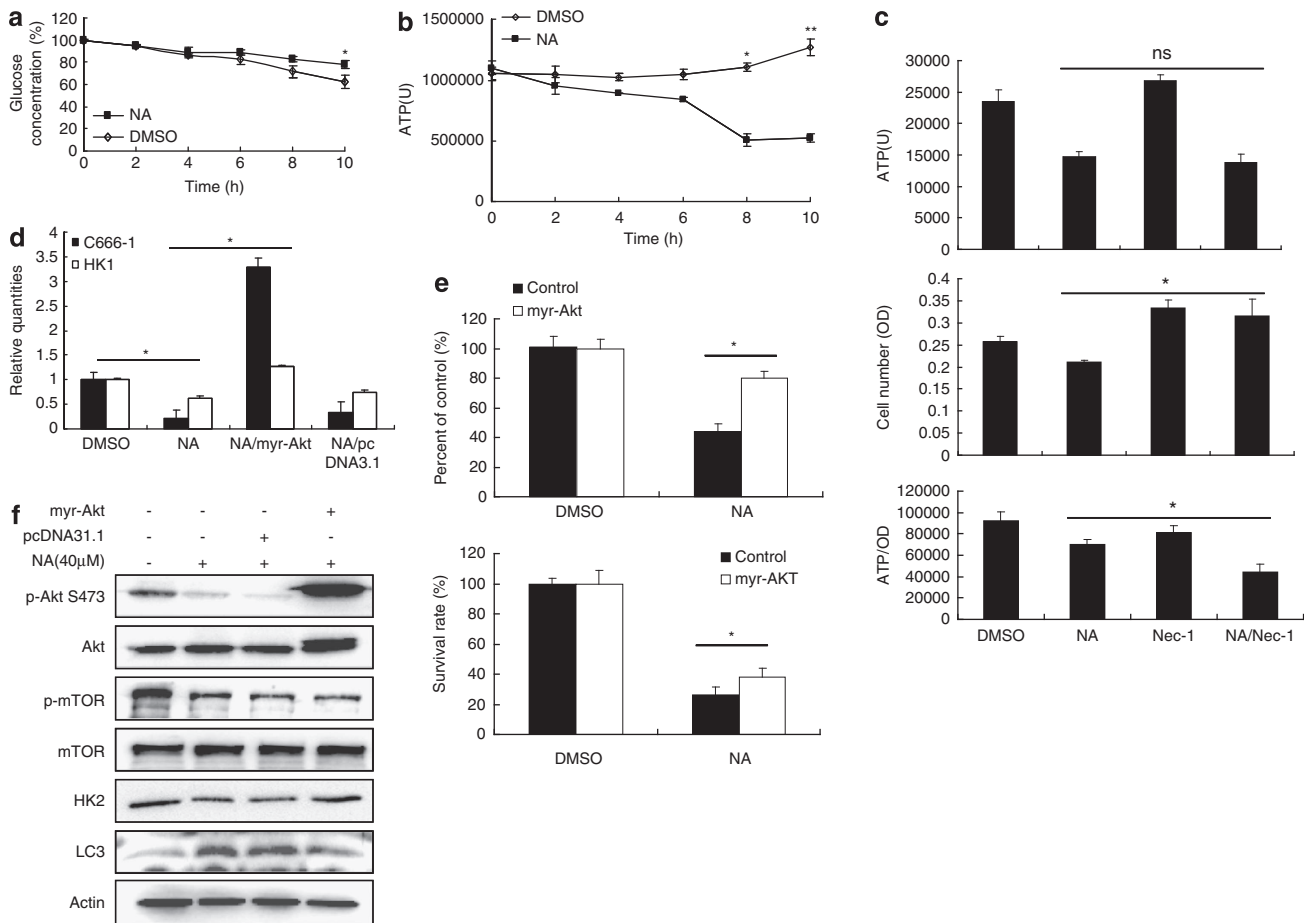 a
Glucose
concentration (%)
120
100
80
60
40
20
0
NA
DMSO
*
0 2 4 6 8 10
Time (h)
b
ATP(U)
1500000
1000000
500000
0
DMSO
NA
* **
0 2 4 6 8 10
Time (h)
c
ATP(U)
30000
25000
20000
15000
10000
5000
0
ns
Cell number (OD)
0.4
0.35
0.3
0.25
0.2
0.15
0.1
0.05
0
*
ATP/OD
120000
100000
80000
60000
40000
20000
0
*
DMSO NA Nec-1 NA/Nec-1
d
Relative quantities
4
3.5
3
2.5
2
1.5
1
0.5
0
C666-1
HK1
*
*
DMSO NA NA/myr-Akt NA/pc
DNA3.1
e
Control
myr-Akt
Percent of control (%)
120
100
80
60
40
20
0
*
DMSO NA
Control
myr-AKT
Survival rate (%)
120
100
80
60
40
20
0
*
DMSO NA
f
myr-Akt - - - +
pcDNA31.1 - - + -
NA(40μM) - + + +
p-Akt S473
Akt
p-mTOR
mTOR
HK2
LC3
Actin